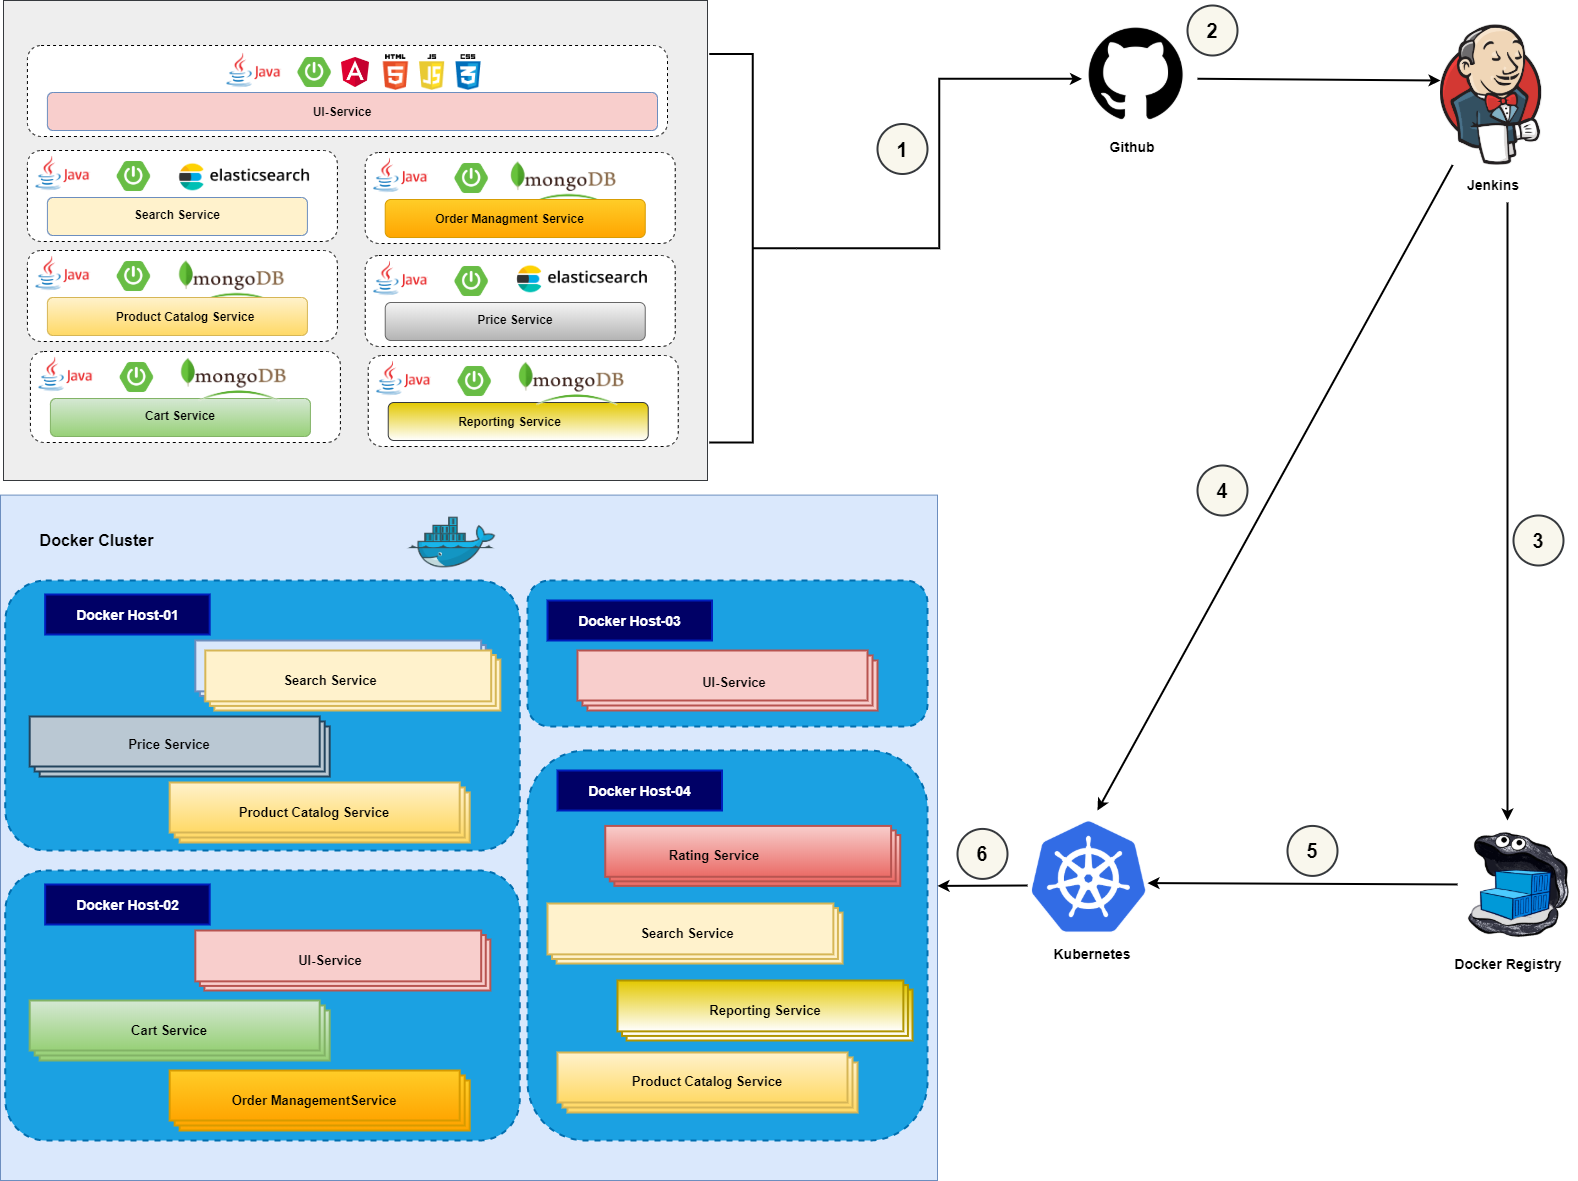 Java
HTML
5
JS
JS
CSS
3
UI-Service
Java
elasticsearch
Search Service
Java
mongoDB
Order Managment Service
Java
mongoDB
Product Catalog Service
Java
elasticsearch
Price Service
Java
mongoDB
Cart Service
Java
mongoDB
Reporting Service
1
Github
2
Jenkins
4
3
Docker Cluster
Docker Host-01
Search Service
Price Service
Product Catalog Service
Docker Host-02
UI-Service
Cart Service
Order ManagementService
Docker Host-03
UI-Service
Docker Host-04
Rating Service
Search Service
Reporting Service
Product Catalog Service
6
Kubernetes
5
Docker Registry